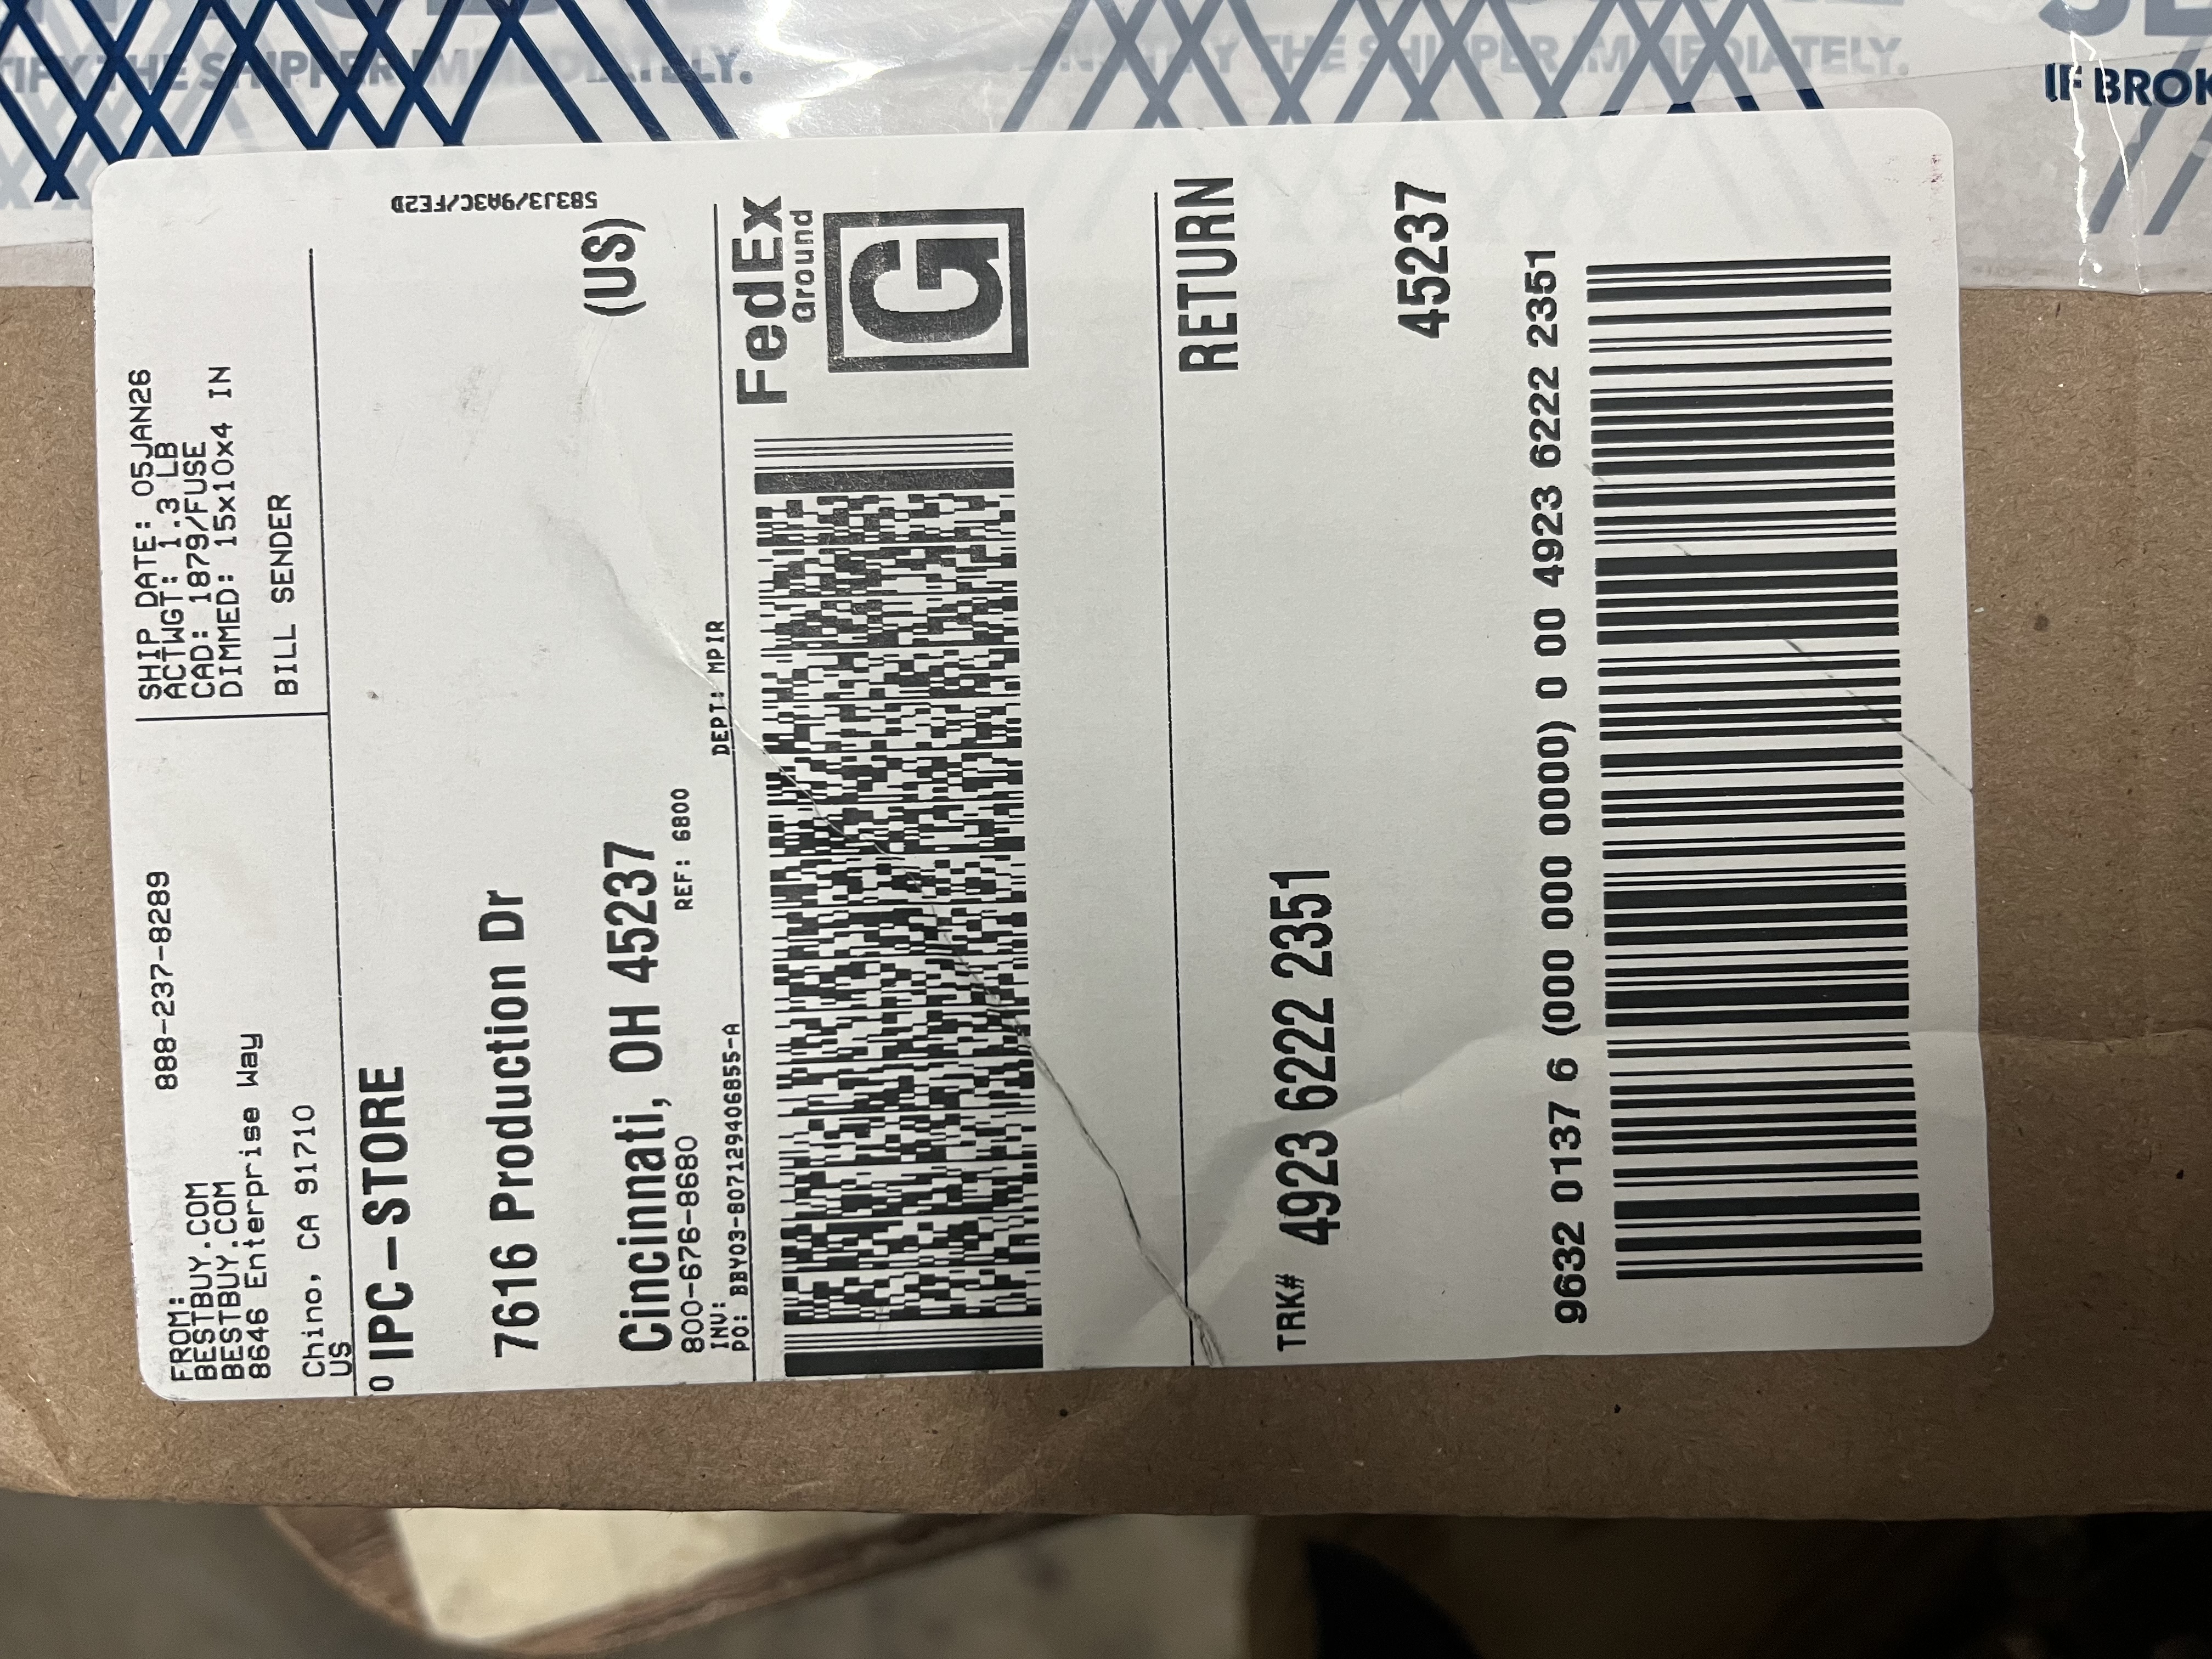 NOTIFY THE SHIPPER IMMEDIATELY.
THE SHIPPER IMMEDIATELY.
IF BROK
FROM:
888-237-8289
BESTBUY.COM
BESTBUY.COM
8646 Enterprise Way
Chino, CA 91710
US
SHIP DATE: 05JAN26
ACTWGT: 1.3 LB
CAD: 1879/FUSE
DIMMED: 15x10x4 IN
BILL SENDER
O IPC-STORE
7616 Production Dr
Cincinnati, OH 45237
(US)
800-676-8680
REF: 6800
INV:
PO: BBY03-807129406855-A
DEPT: MPIR
583J3/9A3C/FE2D
FedEx
Ground
G
RETURN
TRK# 4923 6222 2351
45237
9632 0137 6 (000 000 0000) 0 00 4923 6222 2351